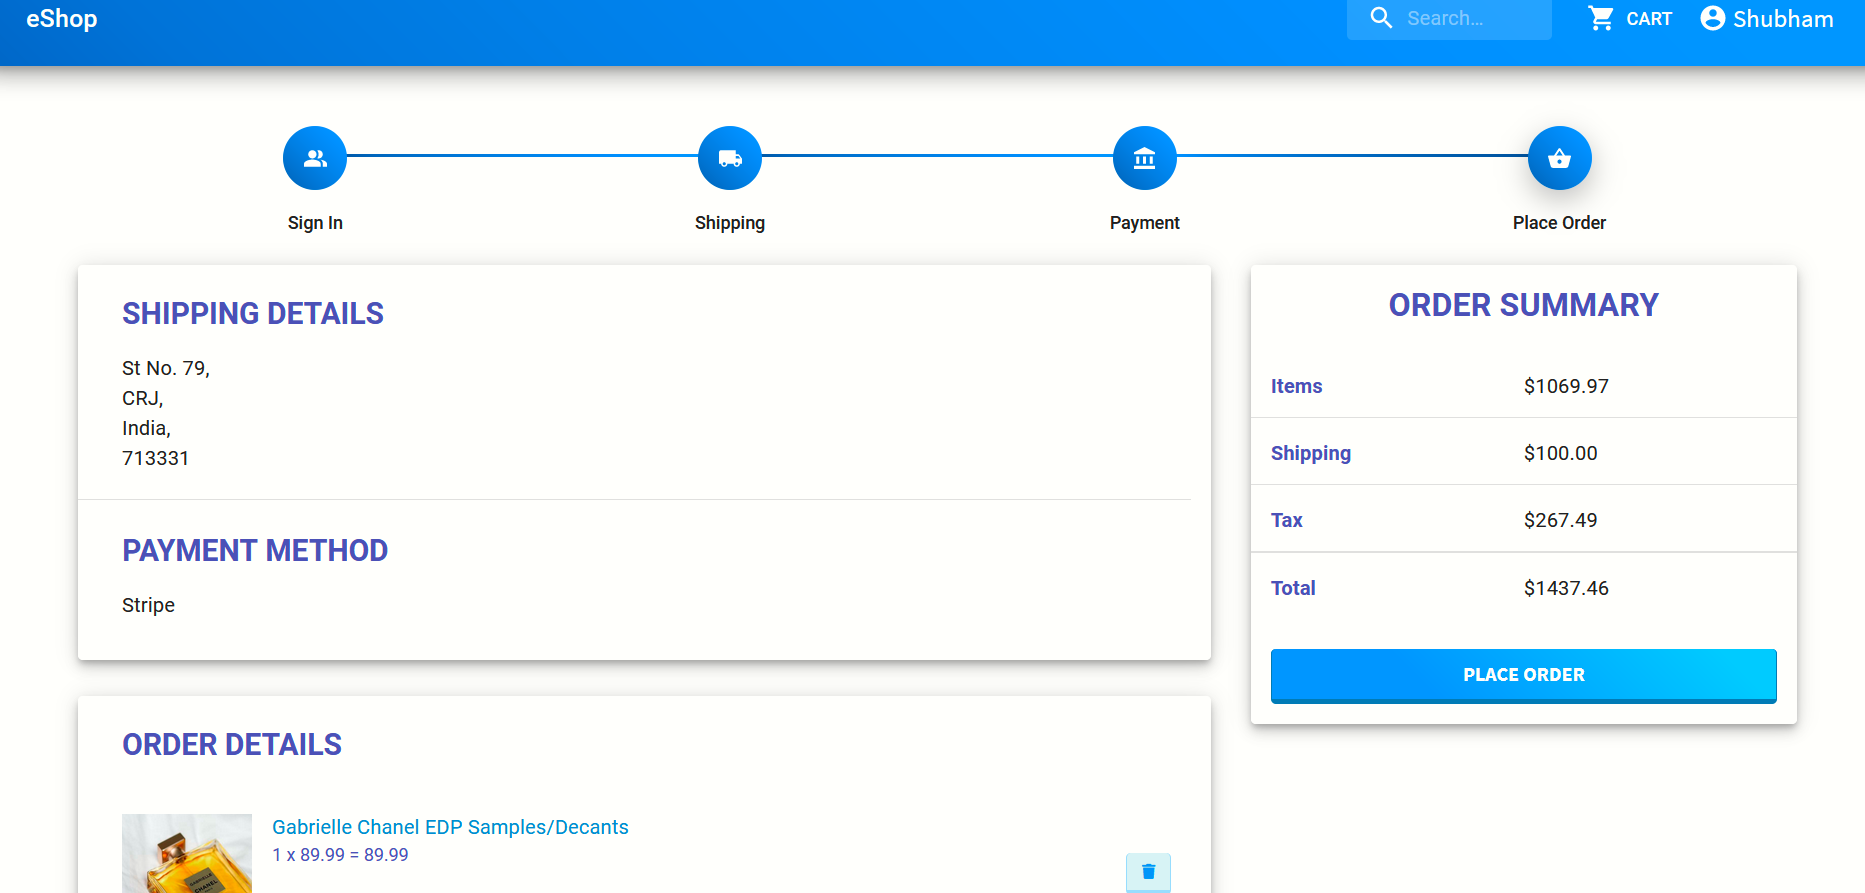 eShop
Search...
CART
Shubham
Sign In
Shipping
Payment
Place Order
SHIPPING DETAILS
St No. 79,
CRJ,
India,
713331
PAYMENT METHOD
Stripe
ORDER SUMMARY
Items $1069.97
Shipping $100.00
Tax $267.49
Total $1437.46
PLACE ORDER
ORDER DETAILS
Gabrielle Chanel EDP Samples/Decants
1 x 89.99 = 89.99
GABRIELLE
CHANEL